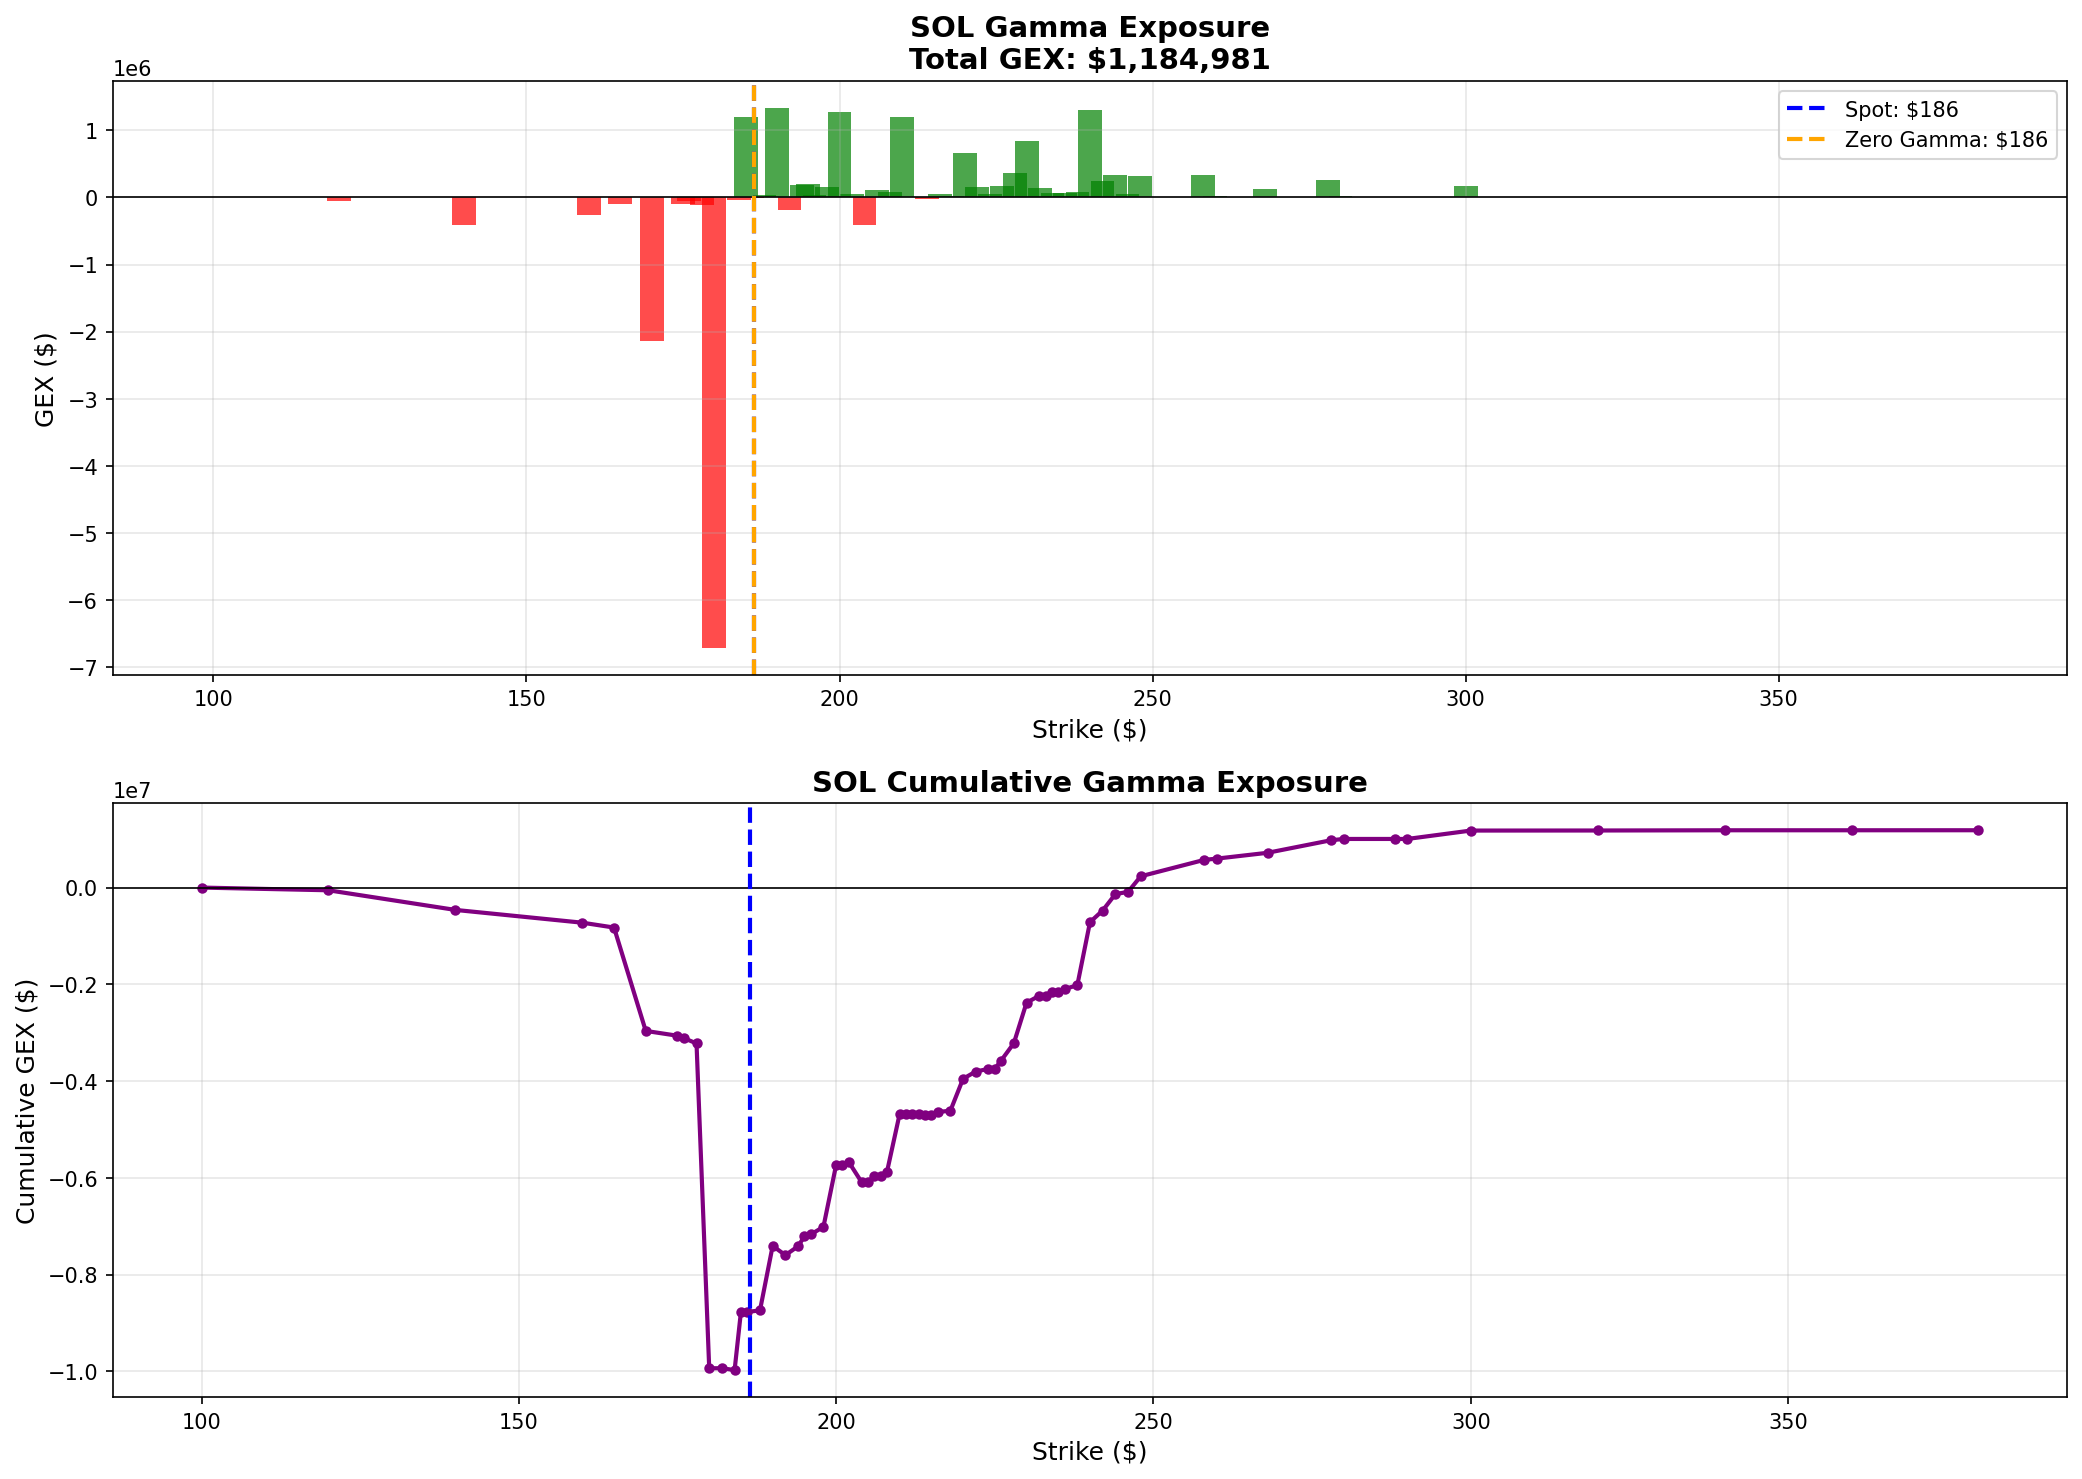 SOL Gamma Exposure
Total GEX: $1,184,981
1e6
Spot: $186
Zero Gamma: $186
1
0
−1
−2
−3
−4
−5
−6
−7
GEX ($)
100 150 200 250 300 350
Strike ($)
SOL Cumulative Gamma Exposure
1e7
0.0
−0.2
−0.4
−0.6
−0.8
−1.0
Cumulative GEX ($)
100 150 200 250 300 350
Strike ($)